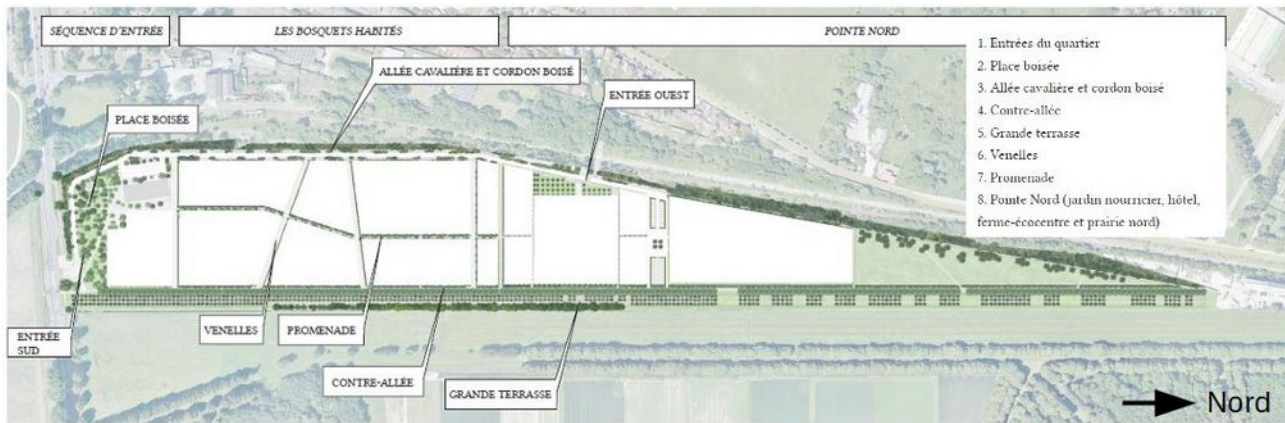 SÉQUENCE D'ENTRÉE
LES BOSQUETS HABITÉS
POINTE NORD
ALLÉE CAVALIÈRE ET CORDON BOISÉ
ENTRÉE OUEST
PLACE BOISÉE
1. Entrées du quartier
2. Place boisée
3. Allée cavalière et cordon boisé
4. Contre-allée
5. Grande terrasse
6. Venelles
7. Promenade
8. Pointe Nord (jardin nourricier, hôtel,
ferme-écocentre et prairie nord)
ENTRÉE
SUD
VENELLES
PROMENADE
CONTRE-ALLÉE
GRANDE TERRASSE
Nord